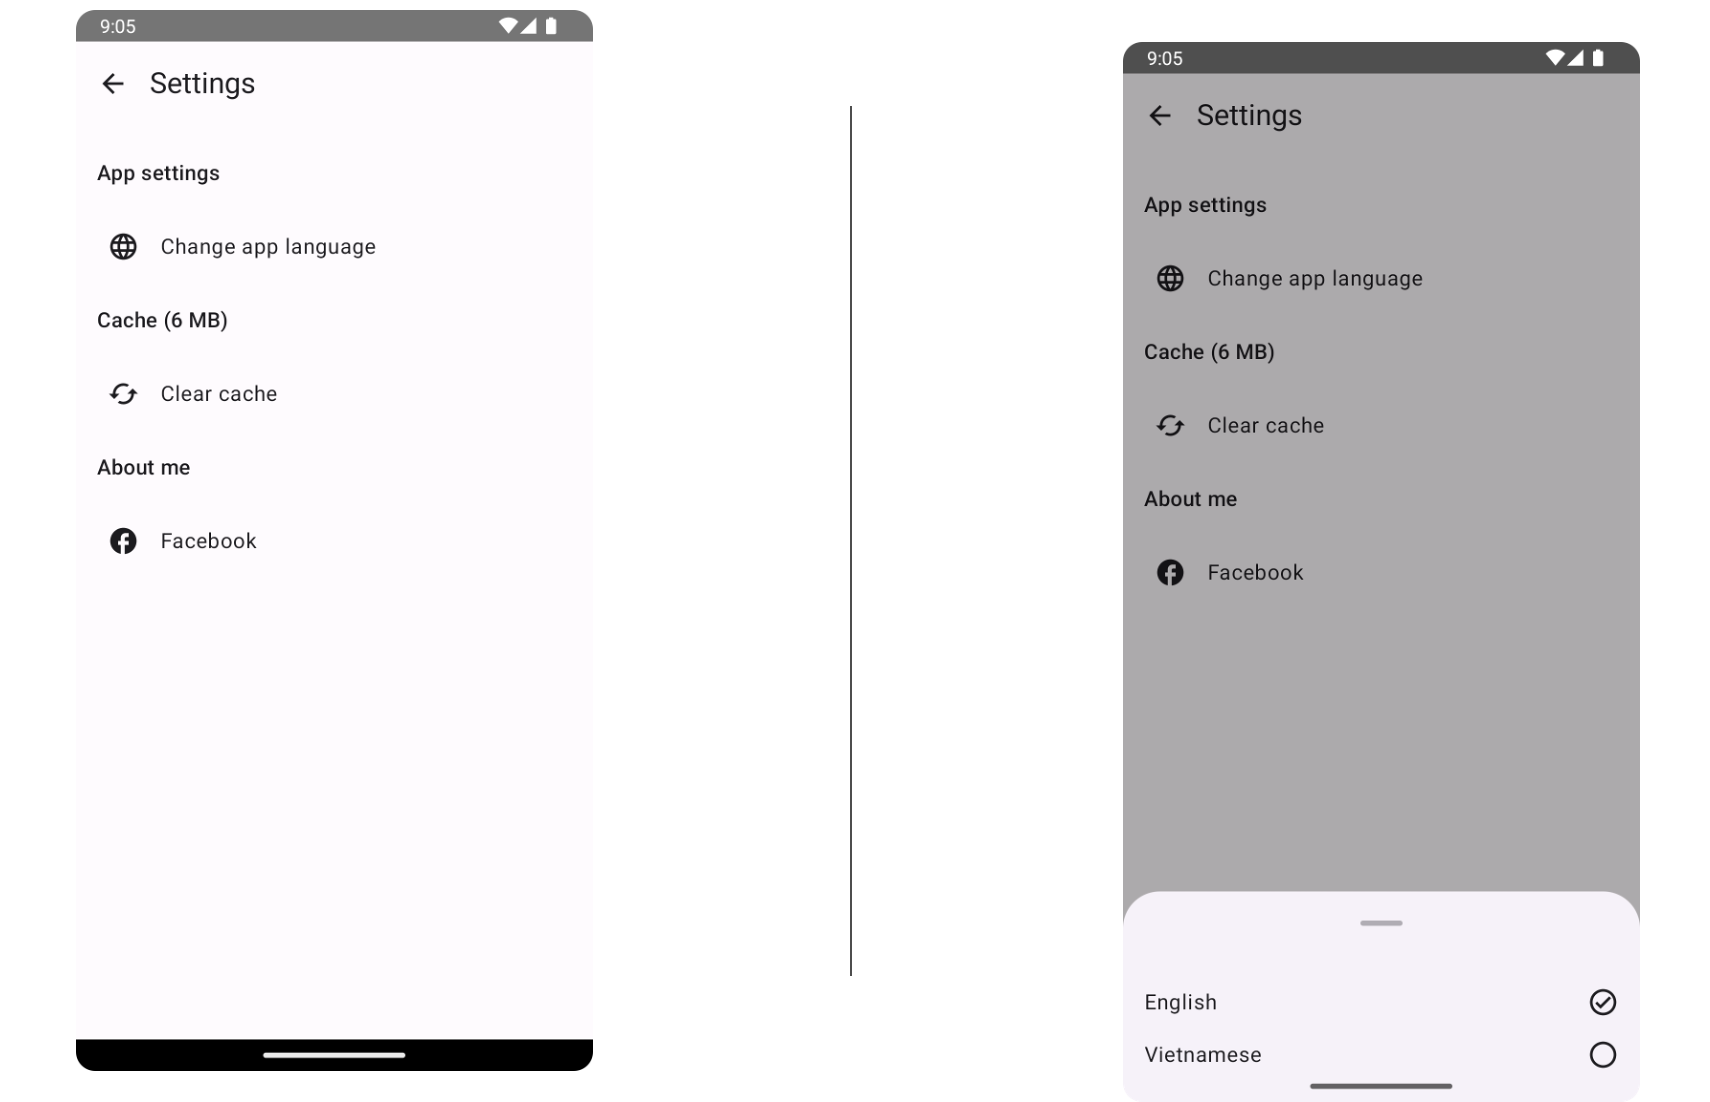 9:05
Settings
App settings
Change app language
Cache (6 MB)
Clear cache
About me
Facebook
9:05
Settings
App settings
Change app language
Cache (6 MB)
Clear cache
About me
Facebook
English
Vietnamese